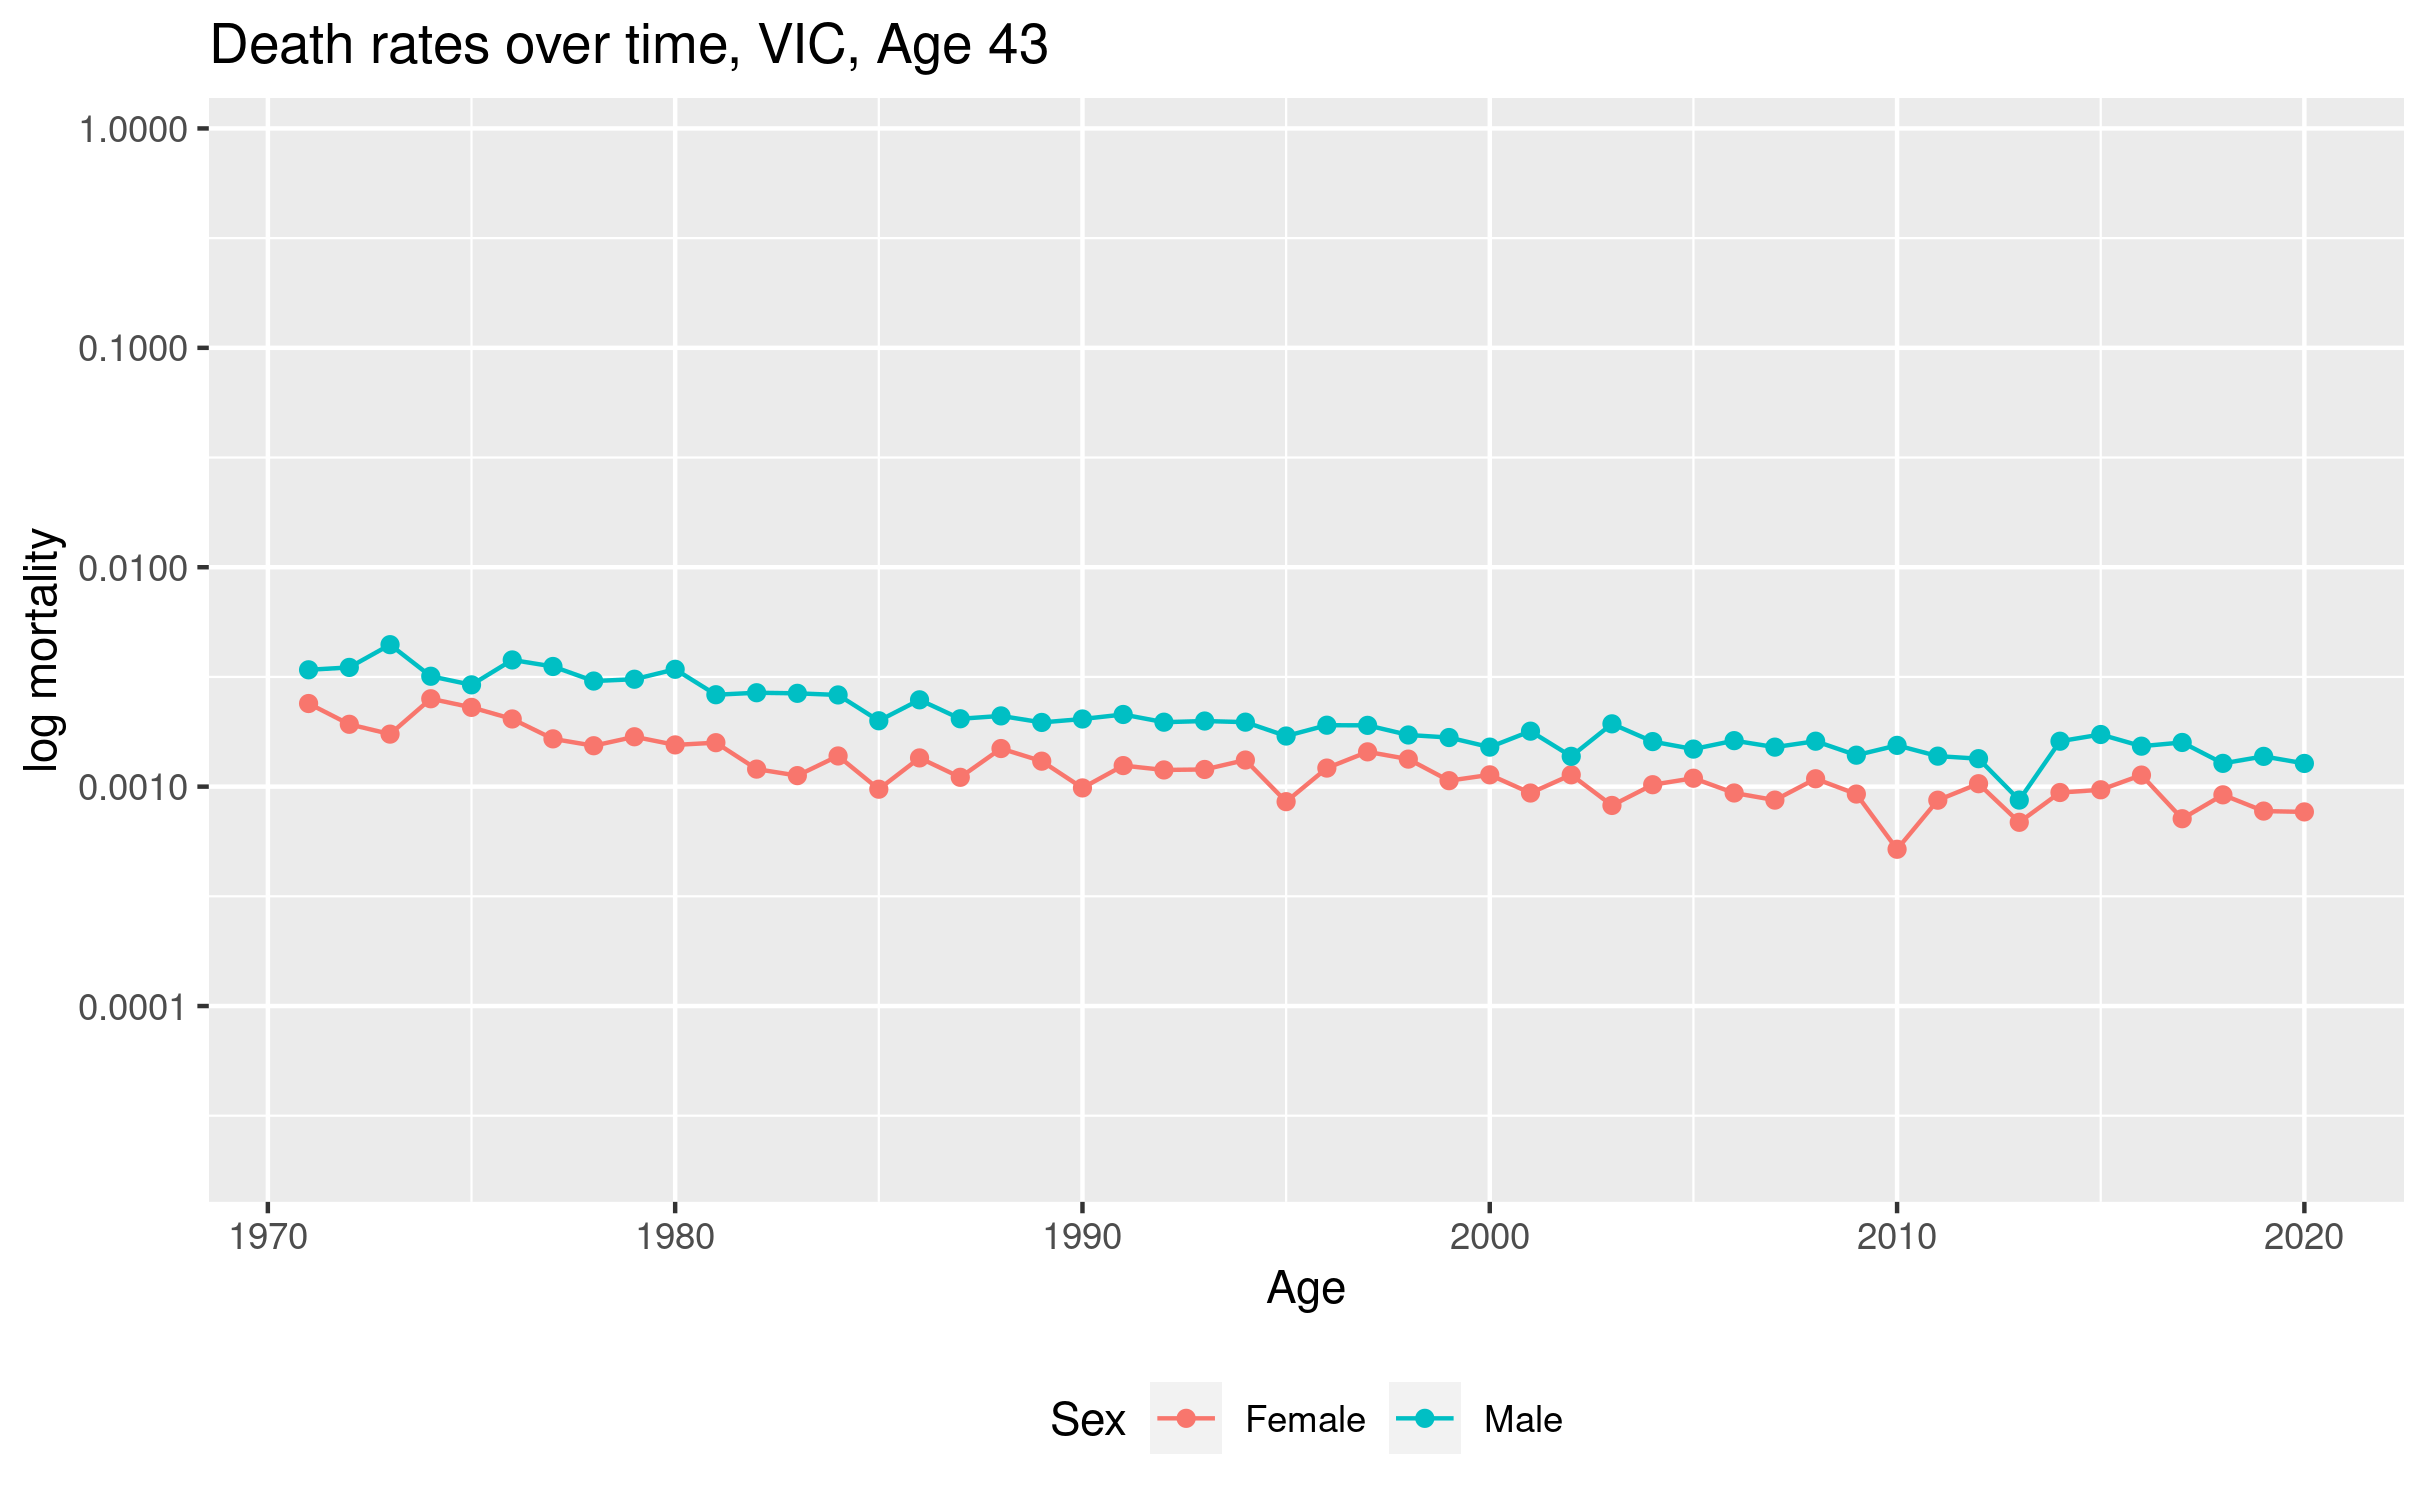 Death rates over time, VIC, Age 43
log mortality
1.0000
0.1000
0.0100
0.0010
0.0001
1970 1980 1990 2000 2010 2020
Age
Sex Female Male